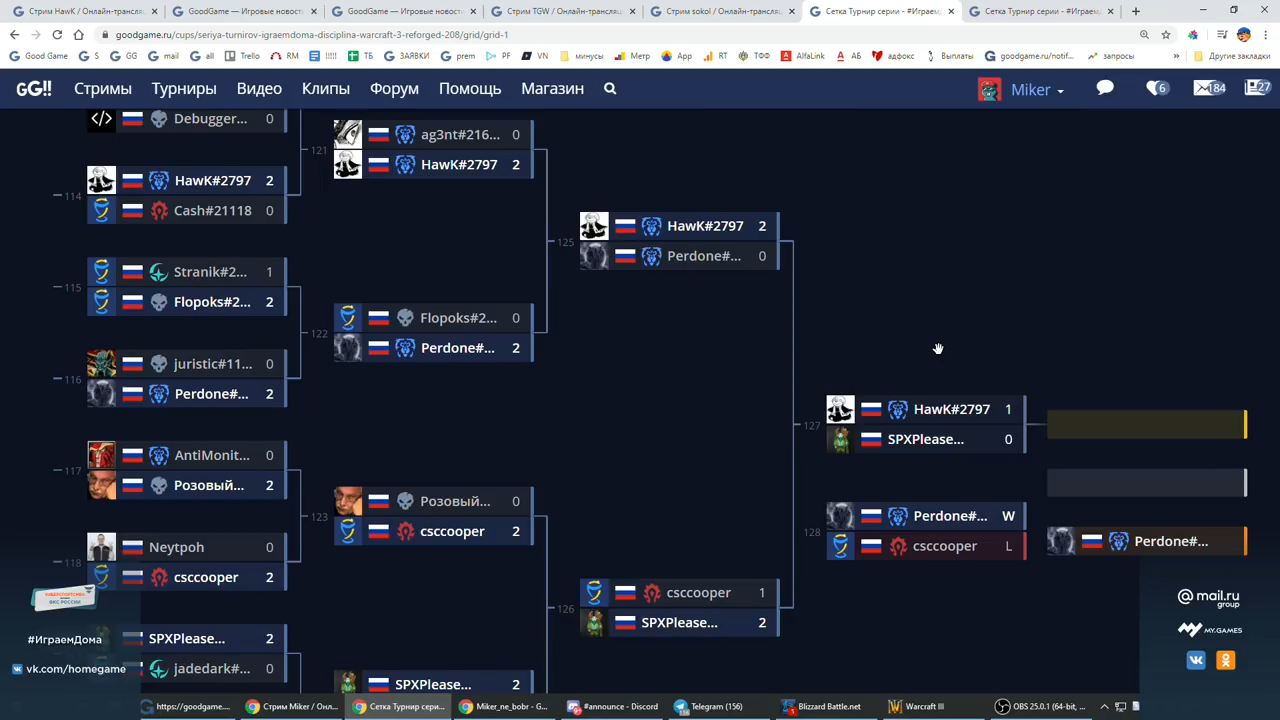 Стрим HawK / Онлайн-трансляц
GoodGame — Игровые новост
GoodGame — Игровые новост
Стрим TGW / Онлайн-трансляц
Стрим sokol / Онлайн-трансляц
Сетка Турнир серии - #Играем
Сетка Турнир серии - #Играем
goodgame.ru/cups/seriya-turnirov-igraemdoma-disciplina-warcraft-3-reforged-208/grid/grid-1
Good Game S GG mail all Trello RM !!!! ТБ ЗАЯВКИ prem PF VN минусы Метро App RT ТФФ AlfaLink АБ адфокс Выплаты goodgame.ru/notif... запросы » Другие закладки
GG!! Стримы Турниры Видео Клипы Форум Помощь Магазин Miker 6 184 27
Debugger... 0
114
HawK#2797 2
Cash#21118 0
115
Stranik#2... 1
Flopoks#2... 2
116
juristic#11... 0
Perdone#... 2
117
AntiMonit... 0
Розовый... 2
118
Neytpoh 0
csccooper 2
SPXPlease... 2
jadedark#... 0
121
ag3nt#216... 0
HawK#2797 2
122
Flopoks#2... 0
Perdone#... 2
123
Розовый... 0
csccooper 2
SPXPlease... 2
125
HawK#2797 2
Perdone#... 0
126
csccooper 1
SPXPlease... 2
127
HawK#2797 1
SPXPlease... 0
128
Perdone#... W
csccooper L
Perdone#...
#ИграемДома
vk.com/homegame
@mail.ru
group
MY.GAMES
https://goodgame....
Стрим Miker / Онл...
Сетка Турнир сери...
Miker_ne_bobr - G...
#announce - Discord
Telegram (156)
Blizzard Battle.net
Warcraft III
OBS 25.0.1 (64-bit, ...